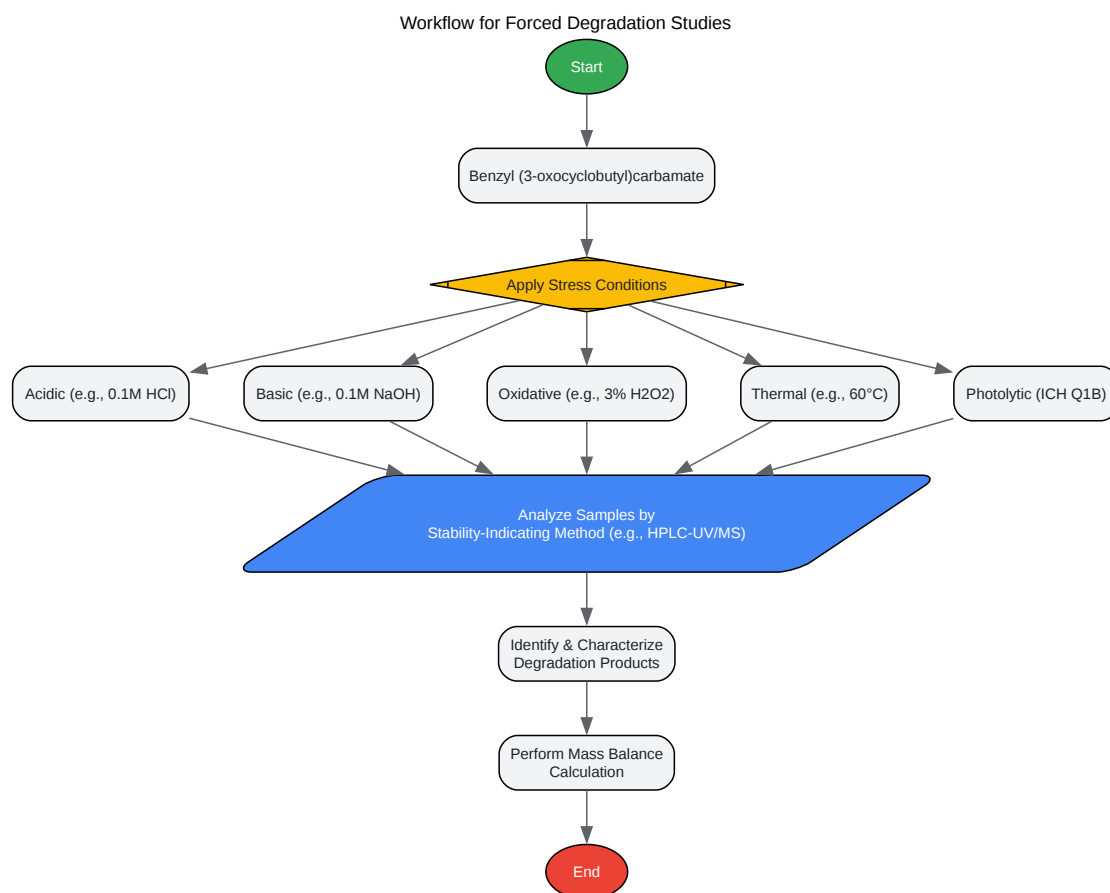 Workflow for Forced Degradation Studies
Start
Benzyl (3-oxocyclobutyl)carbamate
Apply Stress Conditions
Acidic (e.g., 0.1M HCl)
Basic (e.g., 0.1M NaOH)
Oxidative (e.g., 3% H2O2)
Thermal (e.g., 60°C)
Photolytic (ICH Q1B)
Analyze Samples by
Stability-Indicating Method (e.g., HPLC-UV/MS)
Identify & Characterize
Degradation Products
Perform Mass Balance
Calculation
End